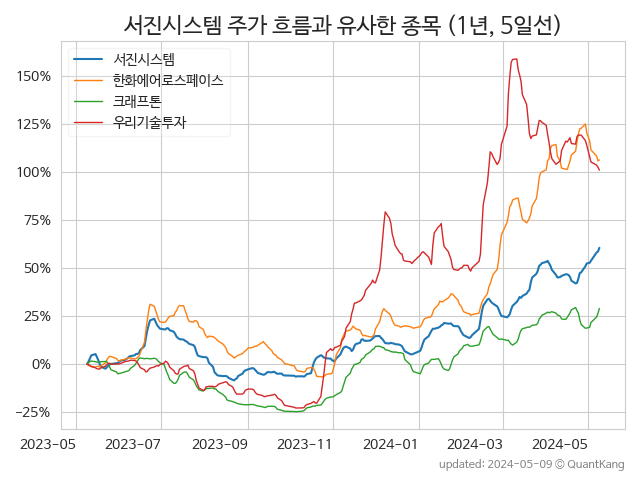 서진시스템 주가 흐름과 유사한 종목 (1년, 5일선)
서진시스템
한화에어로스페이스
크래프톤
우리기술투자
150%
125%
100%
75%
50%
25%
0%
−25%
2023-05 2023-07 2023-09 2023-11 2024-01 2024-03 2024-05
updated: 2024-05-09 © QuantKang